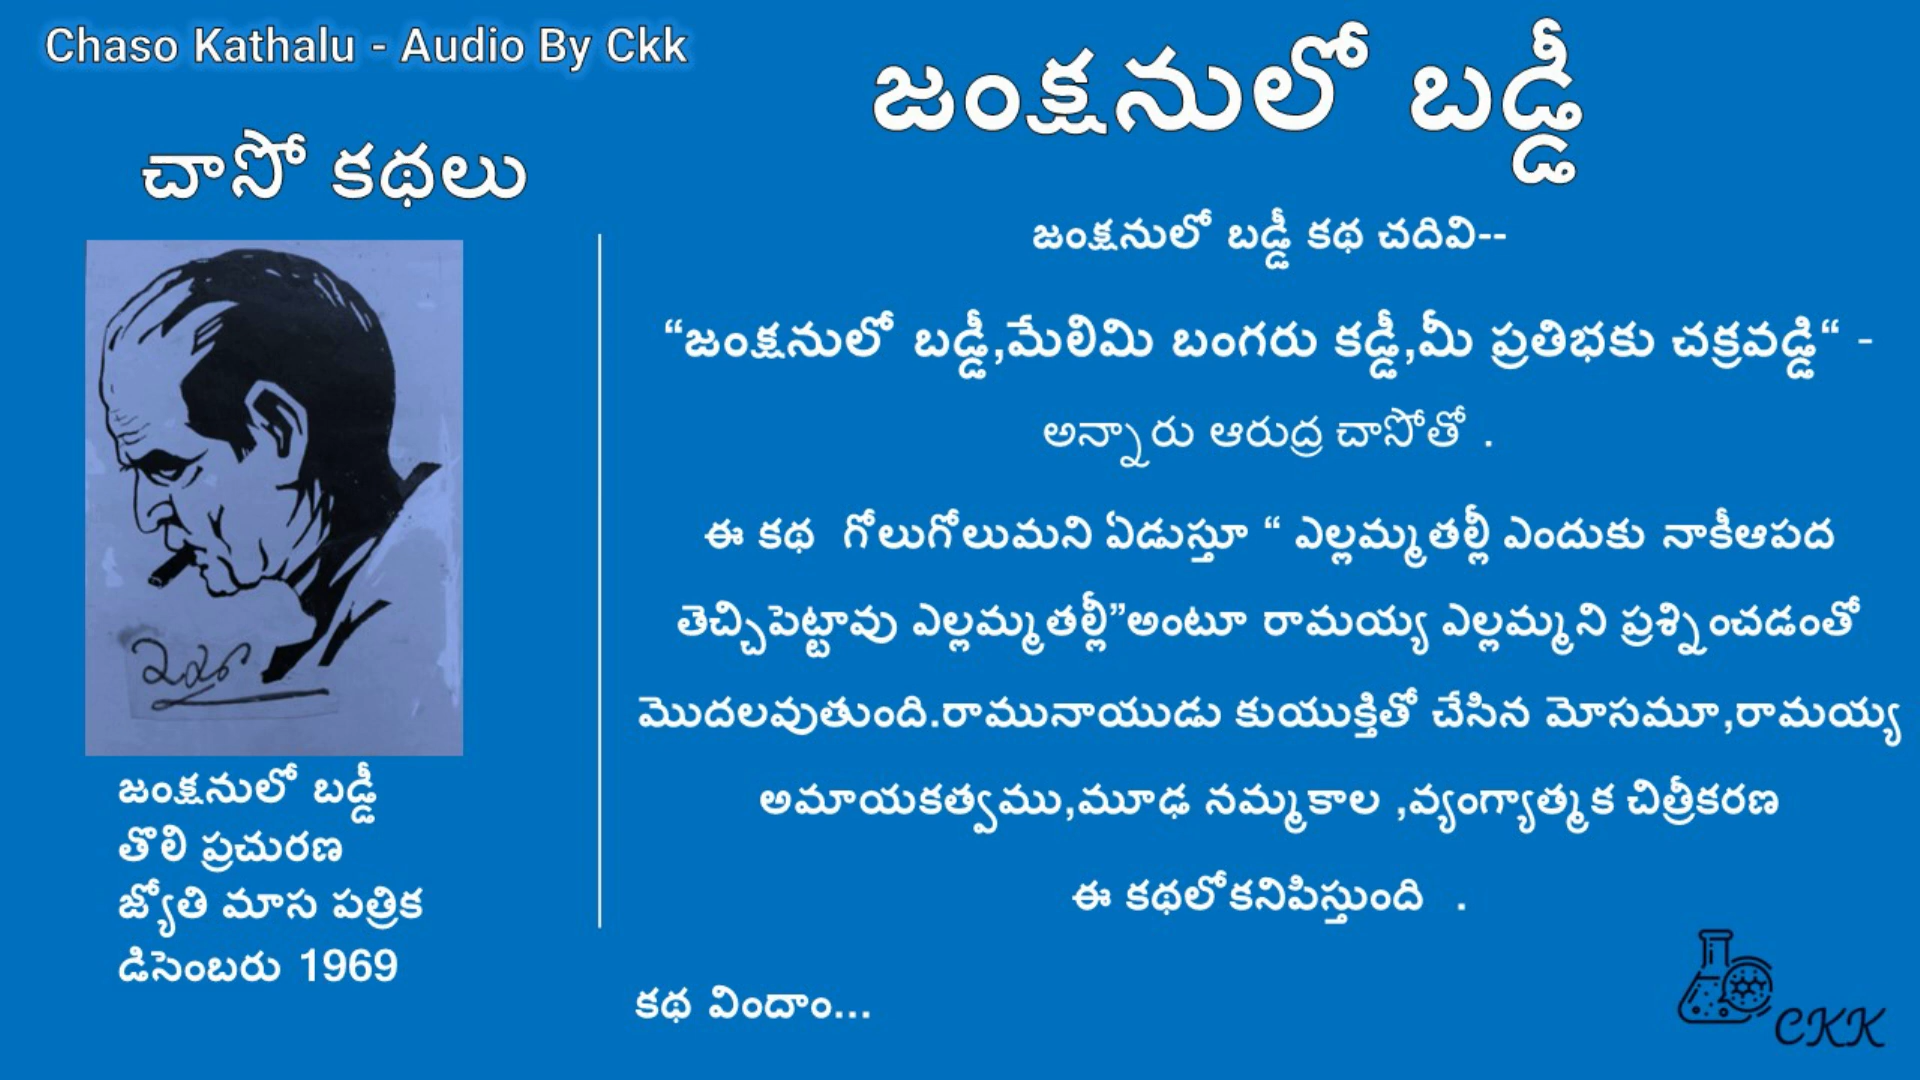 Chaso Kathalu - Audio By Ckk
చాసో కథలు
జంక్షనులో బడ్డీ
తొలి ప్రచురణ
జ్యోతి మాస పత్రిక
డిసెంబరు 1969
జంక్షనులో బడ్డీ
జంక్షనులో బడ్డీ కథ చదివి--
“జంక్షనులో బడ్డీ,మేలిమి బంగరు కడ్డీ,మీ ప్రతిభకు చక్రవడ్డి“ -
అన్నారు ఆరుద్ర చాసోతో .
ఈ కథ గోలుగోలుమని ఏడుస్తూ “ ఎల్లమ్మతల్లీ ఎందుకు నాకీఆపద
తెచ్చిపెట్టావు ఎల్లమ్మతల్లీ”అంటూ రామయ్య ఎల్లమ్మని ప్రశ్నించడంతో
మొదలవుతుంది.రామునాయుడు కుయుక్తితో చేసిన మోసమూ,రామయ్య
అమాయకత్వము,మూఢ నమ్మకాల ,వ్యంగ్యాత్మక చిత్రీకరణ
ఈ కథలోకనిపిస్తుంది .
కథ విందాం...
CKK